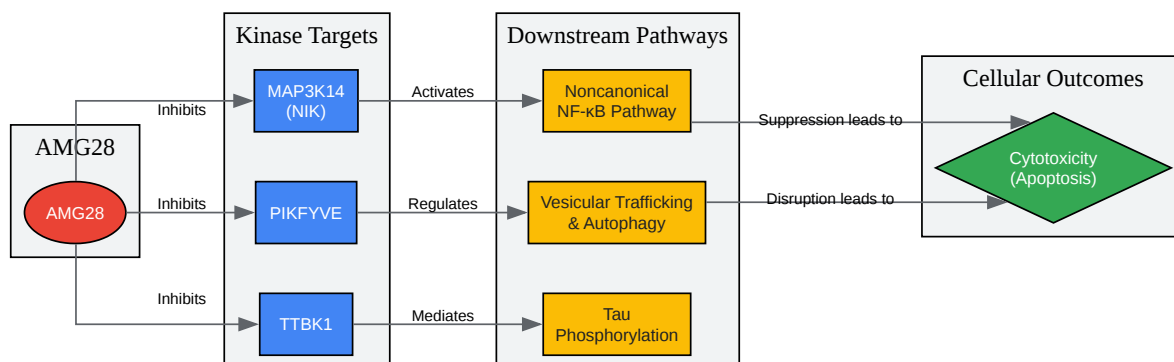 Kinase Targets
Downstream Pathways
Cellular Outcomes
AMG28
AMG28
Inhibits
MAP3K14
(NIK)
Activates
Noncanonical
NF-κB Pathway
Suppression leads to
Inhibits
PIKFYVE
Regulates
Vesicular Trafficking
& Autophagy
Disruption leads to
Cytotoxicity
(Apoptosis)
Inhibits
TTBK1
Mediates
Tau
Phosphorylation